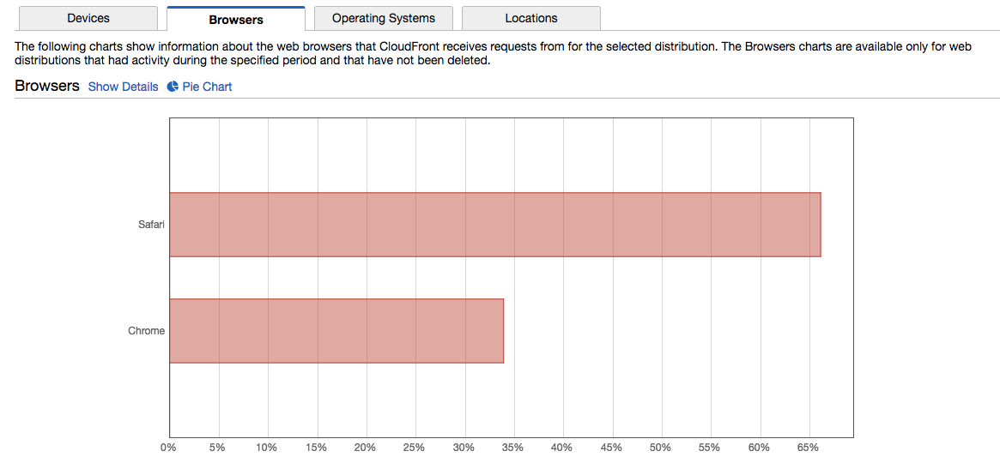 Devices
Browsers
Operating Systems
Locations
The following charts show information about the web browsers that CloudFront receives requests from for the selected distribution. The Browsers charts are available only for web
distributions that had activity during the specified period and that have not been deleted.
Browsers Show Details Pie Chart
Safari
Chrome
0% 5% 10% 15% 20% 25% 30% 35% 40% 45% 50% 55% 60% 65%